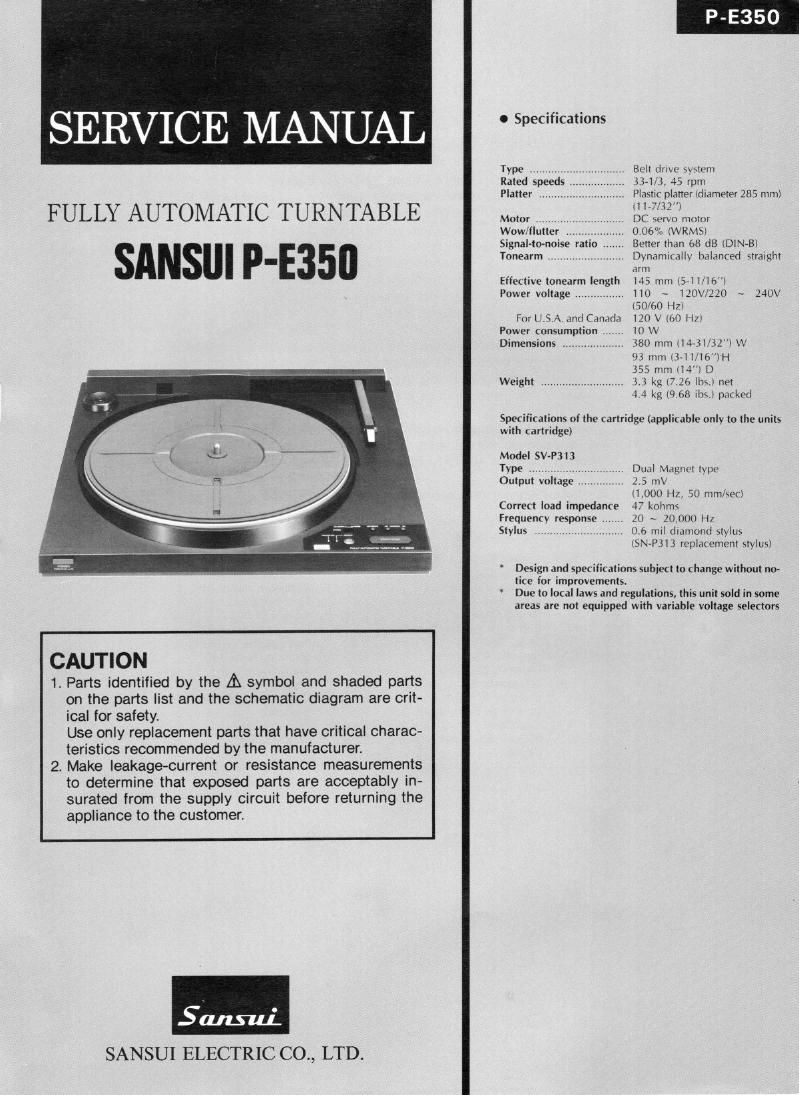 SERVICE MANUAL
FULLY AUTOMATIC TURNTABLE
SANSUI P-E350
CAUTION
1. Parts identified by the ⚠ symbol and shaded parts
on the parts list and the schematic diagram are crit-
ical for safety.
Use only replacement parts that have critical charac-
teristics recommended by the manufacturer.
2. Make leakage-current or resistance measurements
to determine that exposed parts are acceptably in-
surated from the supply circuit before returning the
appliance to the customer.
Sansui
SANSUI ELECTRIC CO., LTD.
P-E350
● Specifications
Type ............................... Belt drive system
Rated speeds .................. 33-1/3, 45 rpm
Platter ............................ Plastic platter (diameter 285 mm)
(11-7/32'')
Motor ............................. DC servo motor
Wow/flutter ................... 0.06% (WRMS)
Signal-to-noise ratio ....... Better than 68 dB (DIN-B)
Tonearm ......................... Dynamically balanced straight
arm
Effective tonearm length 145 mm (5-11/16'')
Power voltage ................ 110 ~ 120V/220 ~ 240V
(50/60 Hz)
For U.S.A. and Canada 120 V (60 Hz)
Power consumption ....... 10 W
Dimensions .................... 380 mm (14-31/32'') W
93 mm (3-11/16'')H
355 mm (14'') D
Weight ........................... 3.3 kg (7.26 lbs.) net
4.4 kg (9.68 ibs.) packed
Specifications of the cartridge (applicable only to the units
with cartridge)
Model SV-P313
Type ............................... Dual Magnet type
Output voltage ............... 2.5 mV
(1,000 Hz, 50 mm/sec)
Correct load impedance 47 kohms
Frequency response ....... 20 ~ 20,000 Hz
Stylus ............................. 0.6 mil diamond stylus
(SN-P313 replacement stylus)
* Design and specifications subject to change without no-
tice for improvements.
* Due to local laws and regulations, this unit sold in some
areas are not equipped with variable voltage selectors